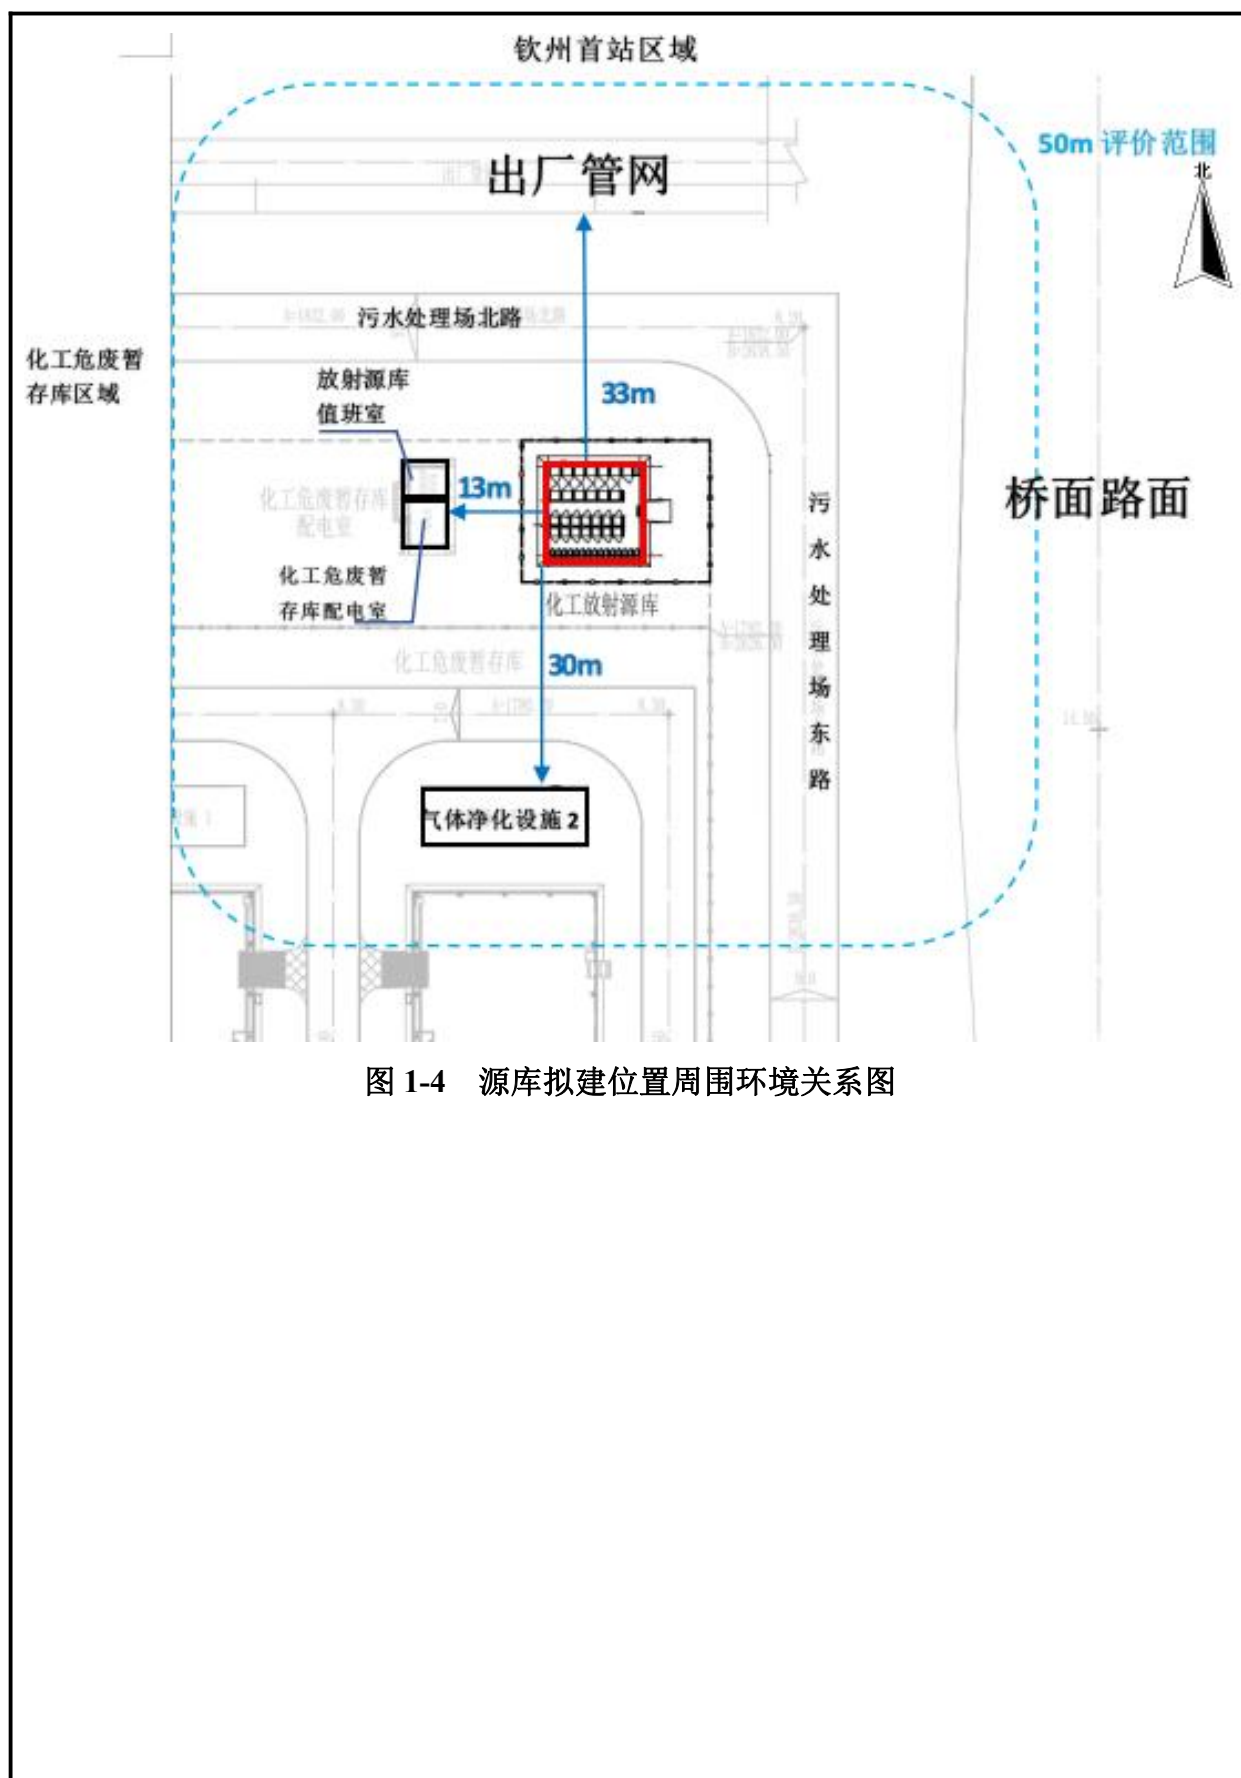 钦州首站区域
50m 评价范围
北
出厂管网
污水处理场北路
化工危废暂
存库区域
放射源库
值班室
33m
13m
桥面路面
化工危废暂存库
配电室
污水处理场东路
化工危废暂
存库配电室
化工放射源库
化工危废暂存库
30m
气体净化设施 2
图 1-4 源库拟建位置周围环境关系图